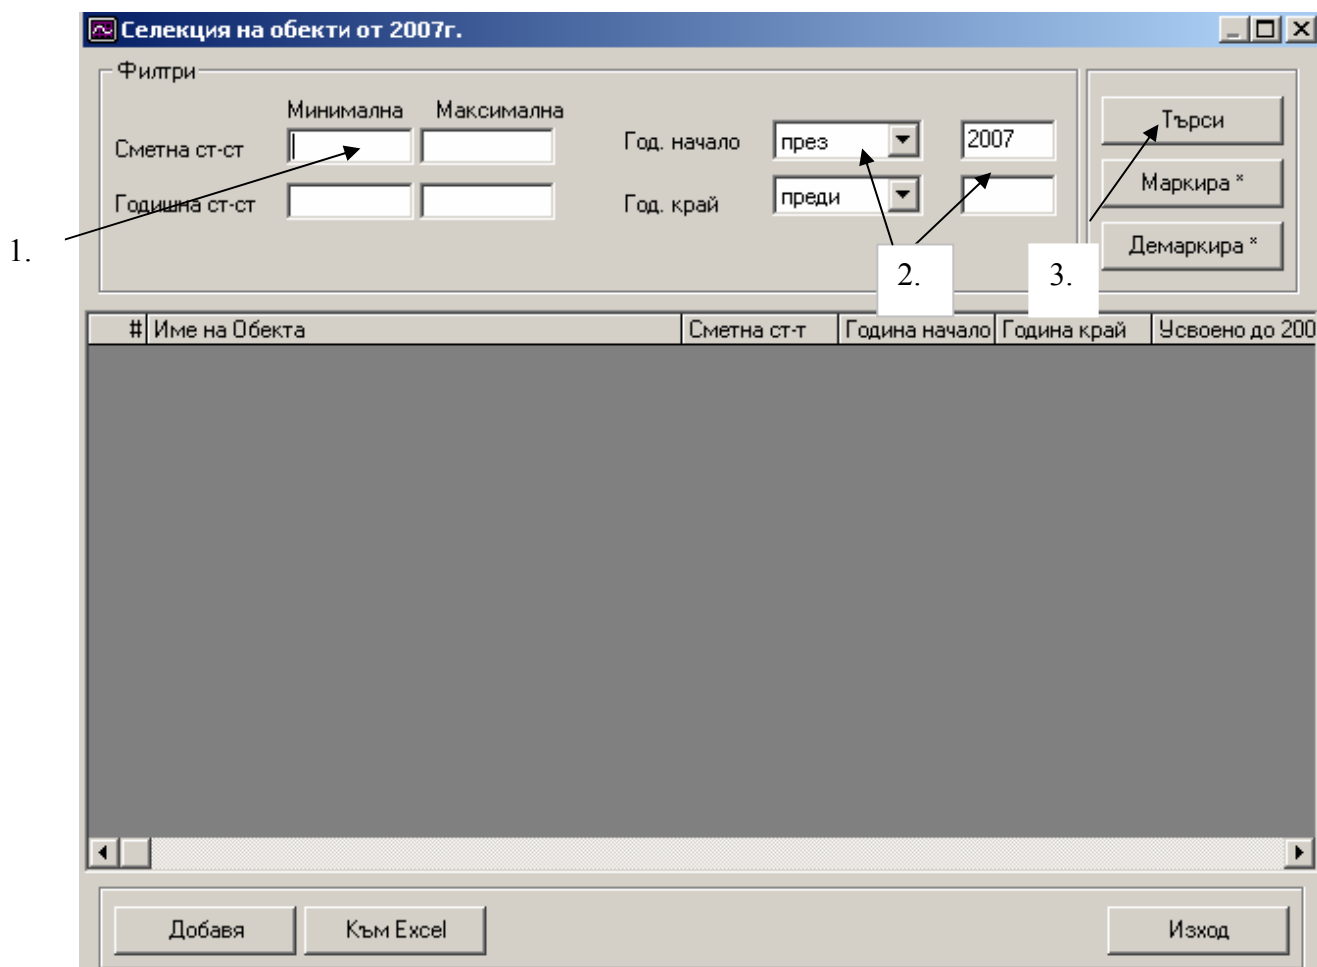 Селекция на обекти от 2007г.
Филтри
Минимална Максимална
Сметна ст-ст
Год. начало през 2007
Годишна ст-ст
Год. край преди
Търси
Маркира *
Демаркира *
1.
2.
3.
# Име на Обекта Сметна ст-т Година начало Година край Усвоено до 200
Добавя Към Excel Изход